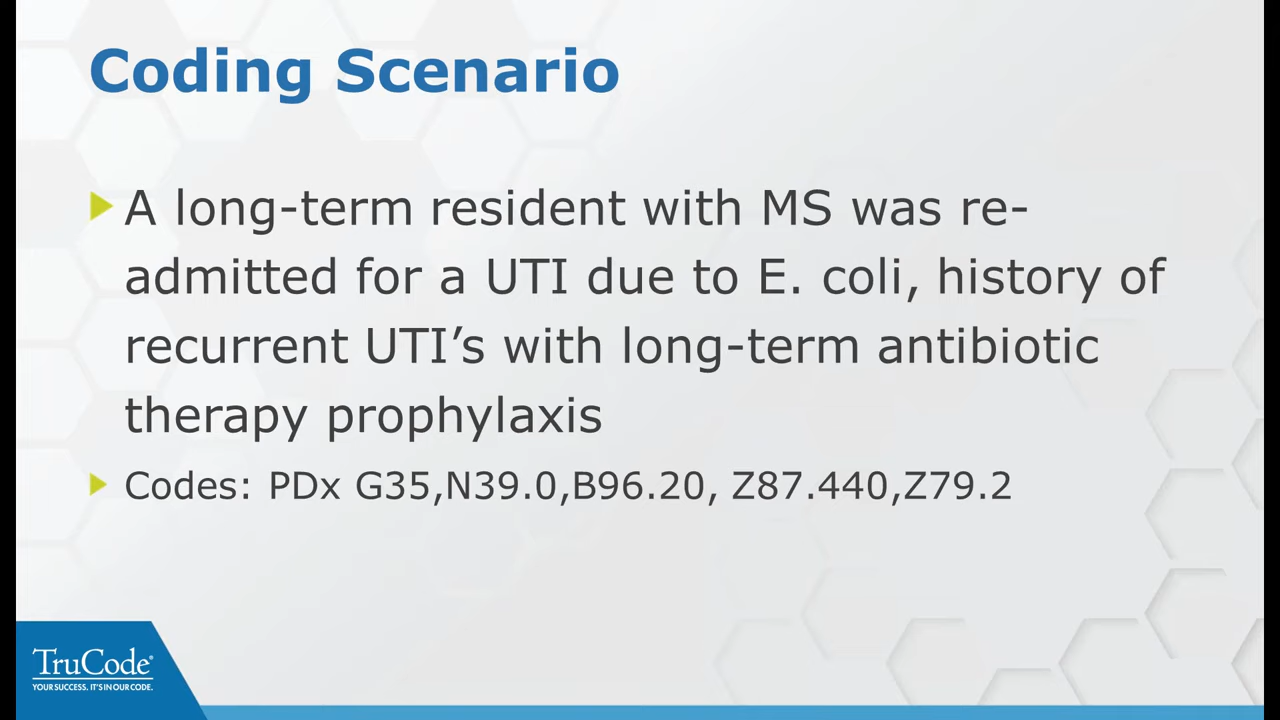 Coding Scenario
A long-term resident with MS was re-
admitted for a UTI due to E. coli, history of
recurrent UTI’s with long-term antibiotic
therapy prophylaxis
Codes: PDx G35,N39.0,B96.20, Z87.440,Z79.2
TruCode®
YOUR SUCCESS. IT'S IN OUR CODE.